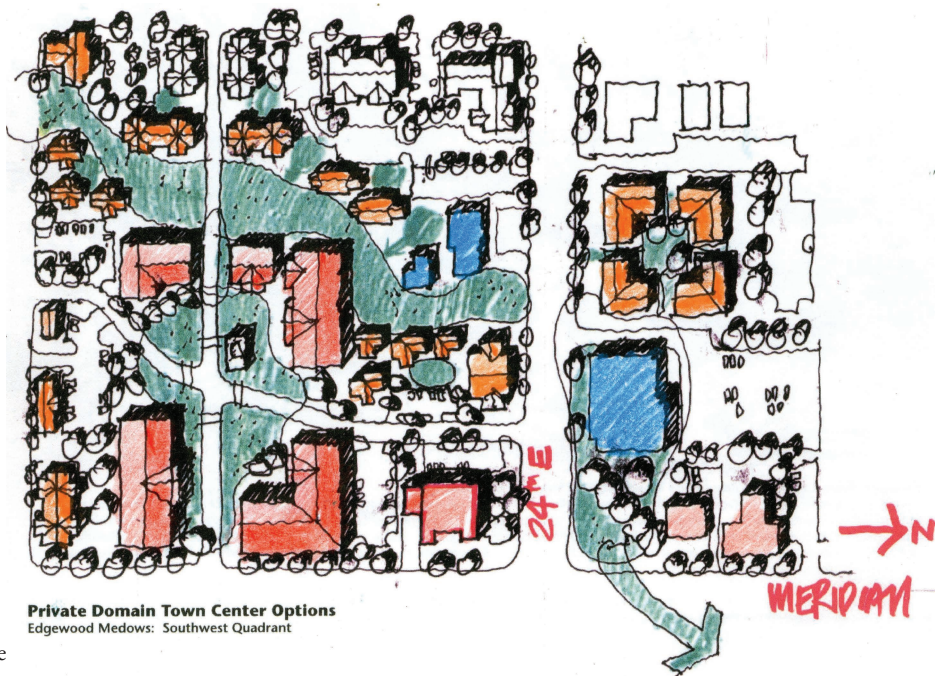 24th E
N
MERIDIAN
Private Domain Town Center Options
Edgewood Medows: Southwest Quadrant
e